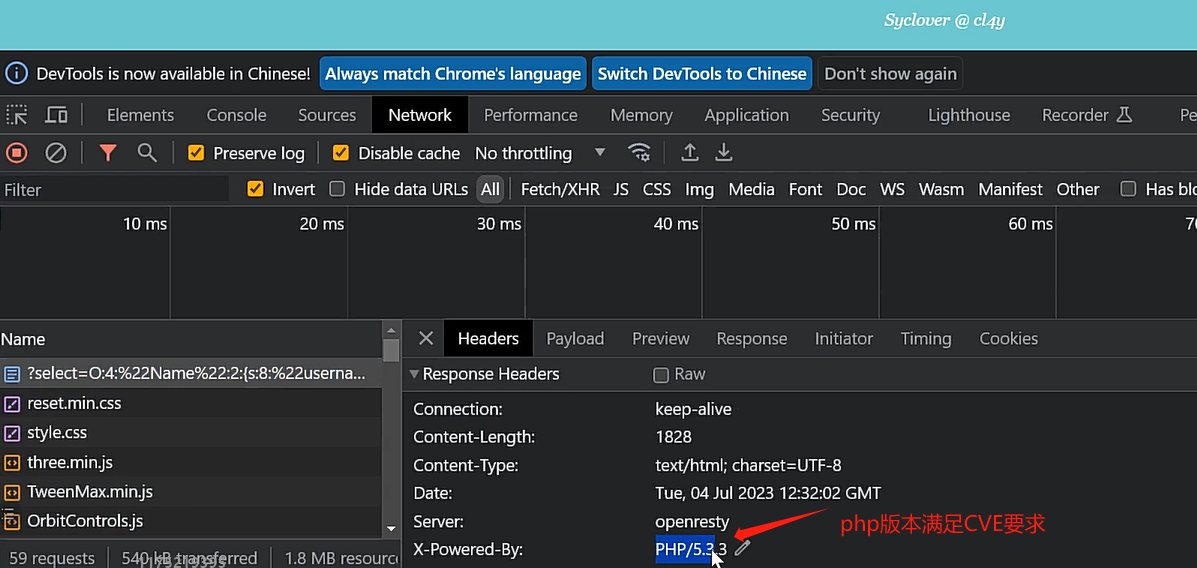 Syclover @ cl4y
DevTools is now available in Chinese! Always match Chrome's language Switch DevTools to Chinese Don't show again
Elements Console Sources Network Performance Memory Application Security Lighthouse Recorder Pe
Preserve log Disable cache No throttling
Filter Invert Hide data URLs All Fetch/XHR JS CSS Img Media Font Doc WS Wasm Manifest Other Has blo
10 ms 20 ms 30 ms 40 ms 50 ms 60 ms 70
Name
?select=O:4:%22Name%22:2:{s:8:%22userna...
reset.min.css
style.css
three.min.js
TweenMax.min.js
OrbitControls.js
59 requests 540 kB transferred 1.8 MB resourc
Headers Payload Preview Response Initiator Timing Cookies
Response Headers Raw
Connection: keep-alive
Content-Length: 1828
Content-Type: text/html; charset=UTF-8
Date: Tue, 04 Jul 2023 12:32:02 GMT
Server: openresty
X-Powered-By: PHP/5.3.3
php版本满足CVE要求